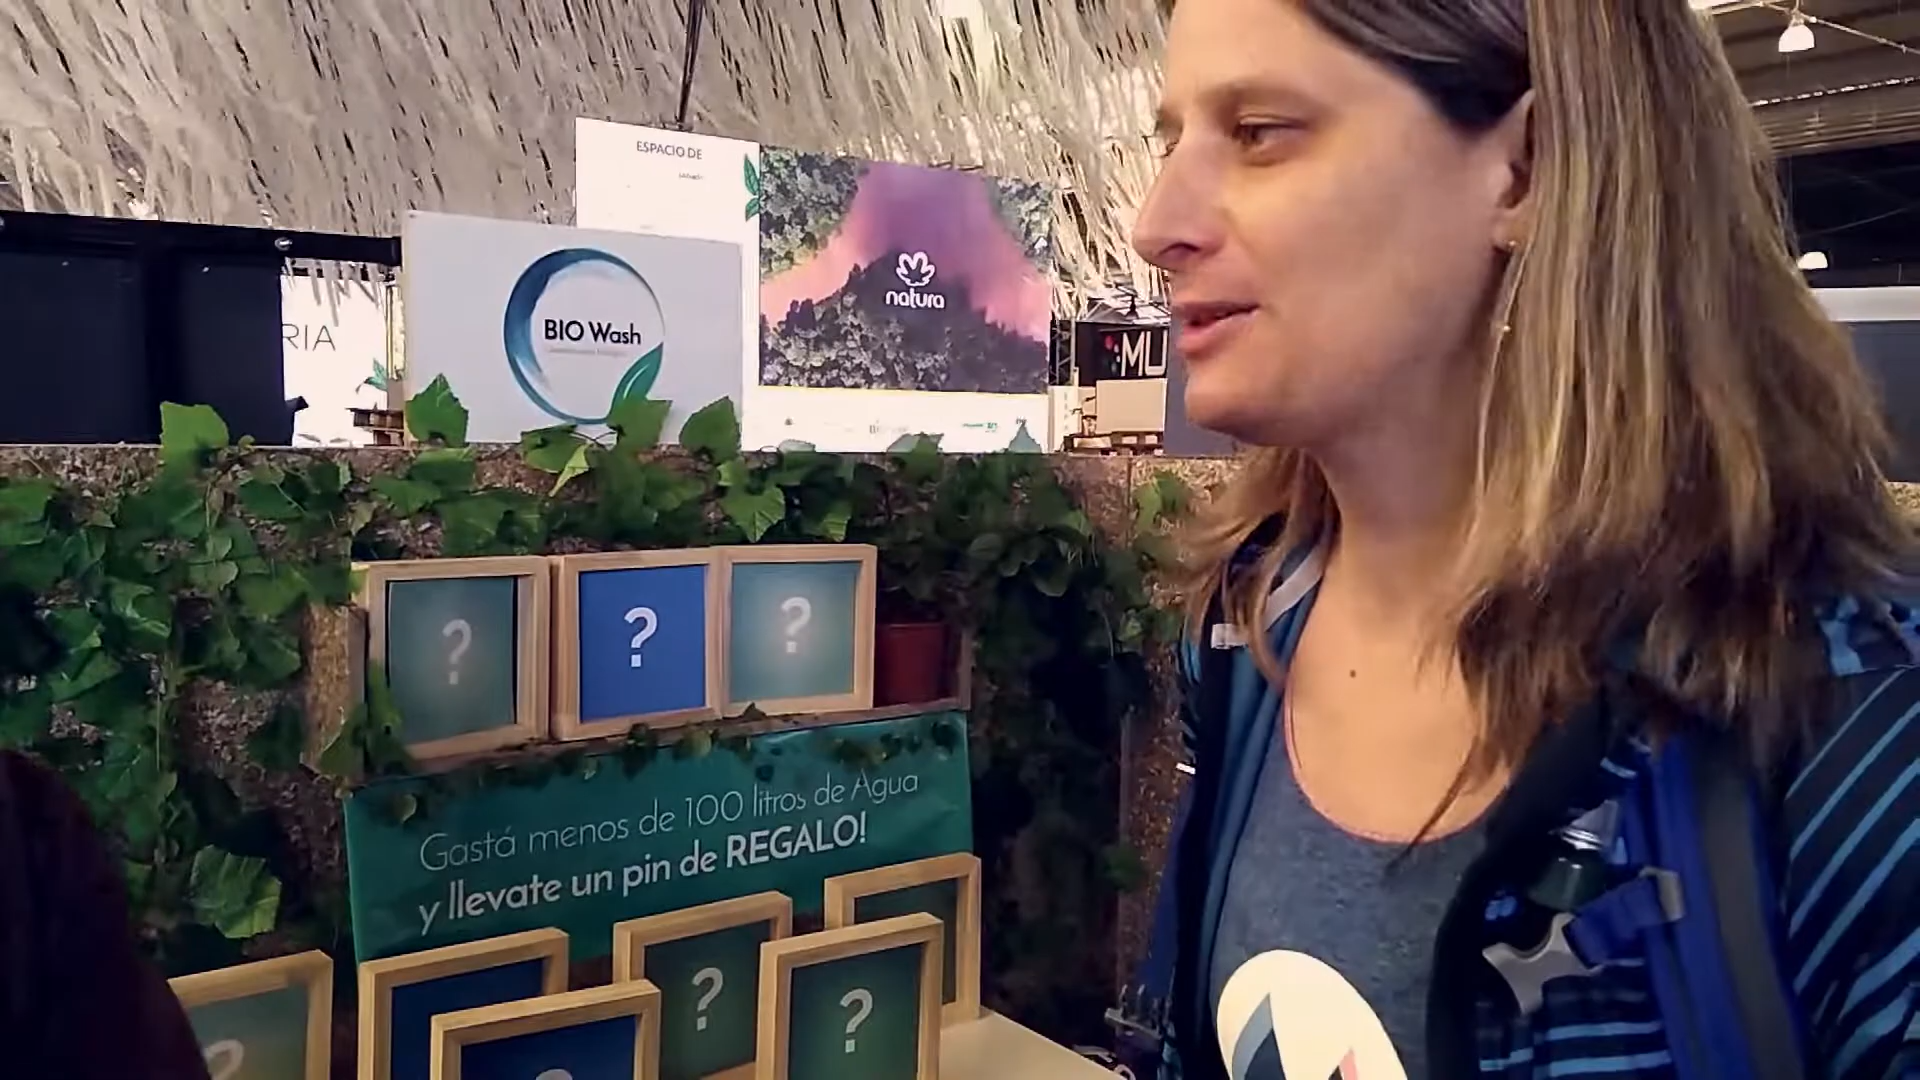 ESPACIO DE
natura
RIA
BIO Wash
MU
?
?
?
Gastá menos de 100 litros de Agua
y llevate un pin de REGALO!
?
?
?
?